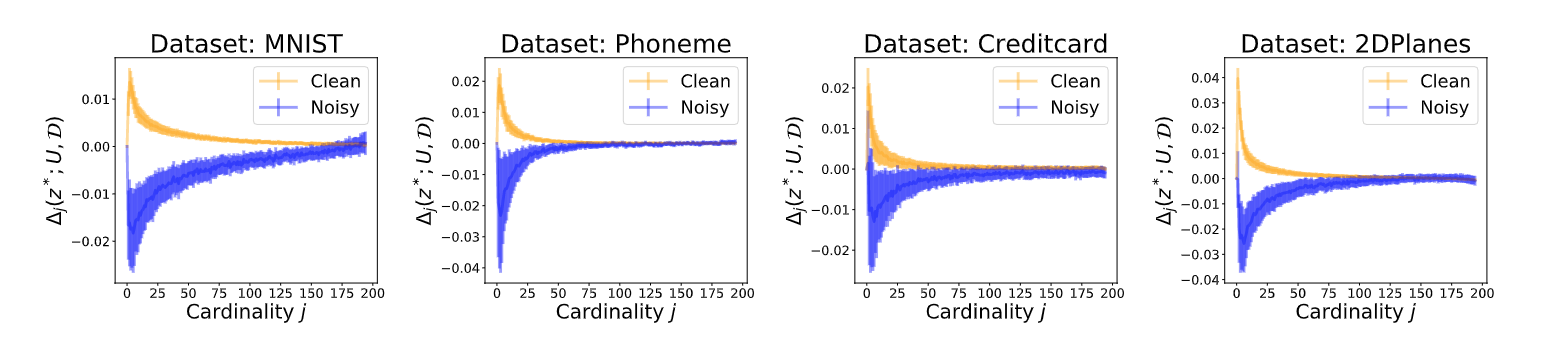 Dataset: MNIST
Clean
Noisy
0.01
0.00
−0.01
−0.02
Δj(z*; U, D)
0 25 50 75 100 125 150 175 200
Cardinality j
Dataset: Phoneme
Clean
Noisy
0.02
0.01
0.00
−0.01
−0.02
−0.03
−0.04
Δj(z*; U, D)
0 25 50 75 100 125 150 175 200
Cardinality j
Dataset: Creditcard
Clean
Noisy
0.02
0.01
0.00
−0.01
−0.02
Δj(z*; U, D)
0 25 50 75 100 125 150 175 200
Cardinality j
Dataset: 2DPlanes
Clean
Noisy
0.04
0.03
0.02
0.01
0.00
−0.01
−0.02
−0.03
−0.04
Δj(z*; U, D)
0 25 50 75 100 125 150 175 200
Cardinality j